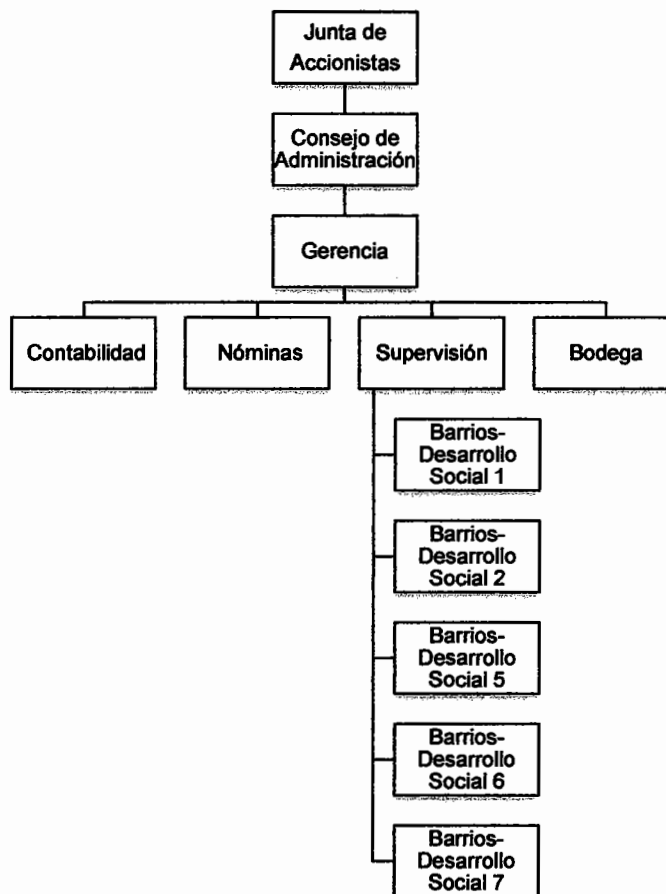 Junta de
Accionistas
Consejo de
Administración
Gerencia
Contabilidad
Nóminas
Supervisión
Bodega
Barrios-
Desarrollo
Social 1
Barrios-
Desarrollo
Social 2
Barrios-
Desarrollo
Social 5
Barrios-
Desarrollo
Social 6
Barrios-
Desarrollo
Social 7